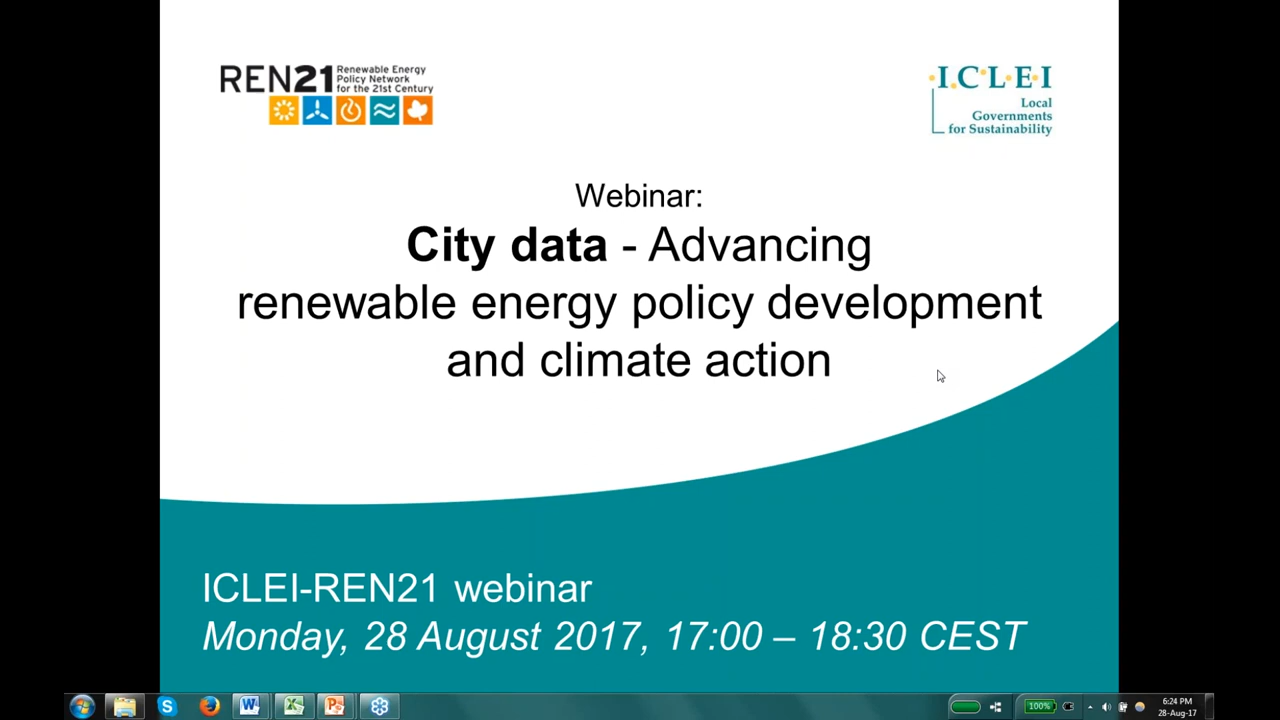 REN21 Renewable Energy
Policy Network
for the 21st Century
I.C.L.E.I
Local
Governments
for Sustainability
Webinar:
City data - Advancing
renewable energy policy development
and climate action
ICLEI-REN21 webinar
Monday, 28 August 2017, 17:00 – 18:30 CEST
100%
6:24 PM
28-Aug-17